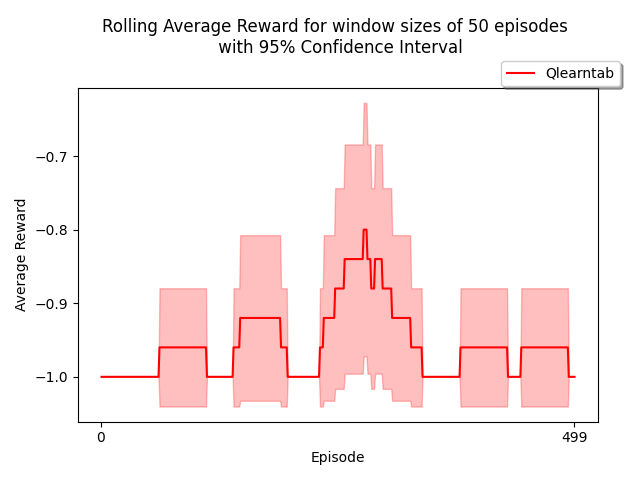 Rolling Average Reward for window sizes of 50 episodes
with 95% Confidence Interval
Qlearntab
Average Reward
−0.7
−0.8
−0.9
−1.0
0
499
Episode